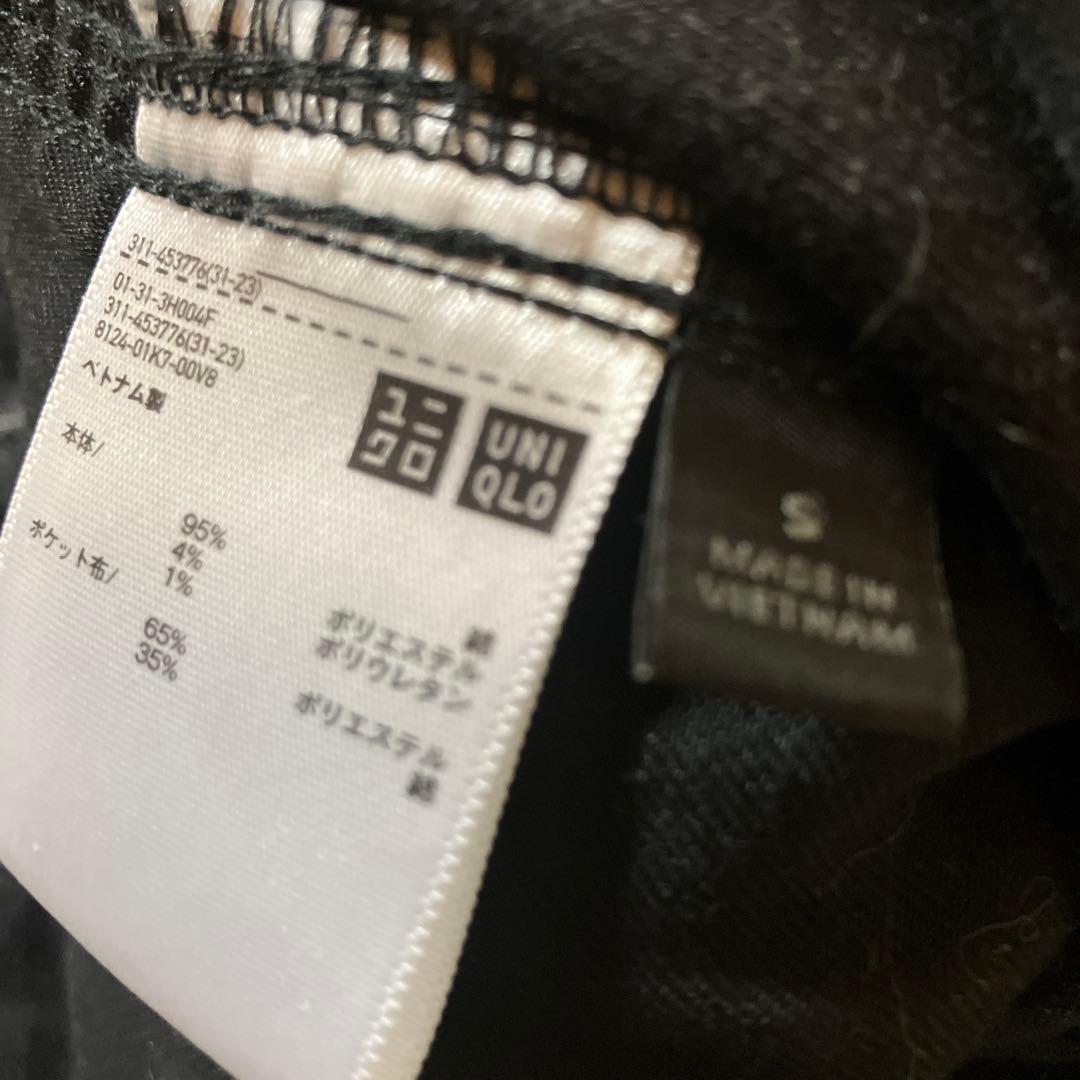 311-453776(31-23)
01-31-3H004F
311-453776(31-23)
8124-01K7-00V8
ベトナム製
ユニ
クロ
UNI
QLO
本体/
95% 綿
4% ポリエステル
1% ポリウレタン
ポケット布/
65% ポリエステル
35% 綿
S
MADE IN
VIETNAM